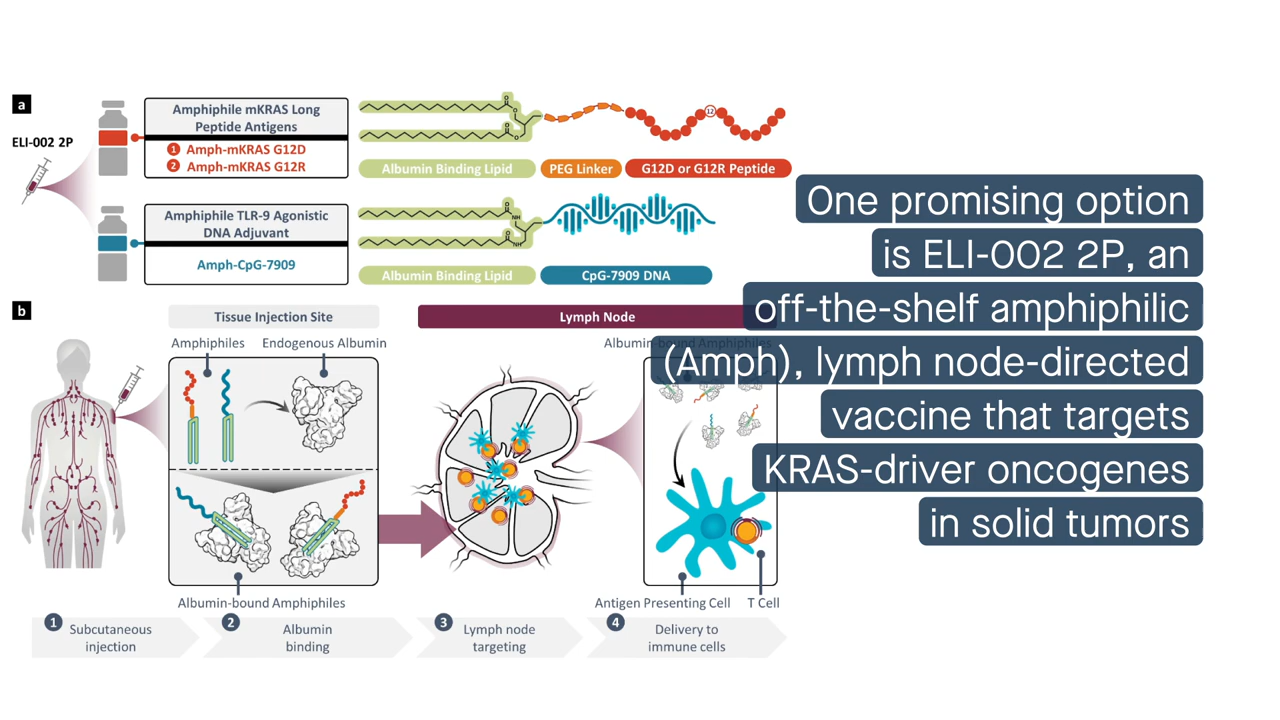 a
ELI-002 2P
Amphiphile mKRAS Long
Peptide Antigens
1 Amph-mKRAS G12D
2 Amph-mKRAS G12R
12
Albumin Binding Lipid
PEG Linker
G12D or G12R Peptide
Amphiphile TLR-9 Agonistic
DNA Adjuvant
Amph-CpG-7909
O
O
O
O
O
NH
O
NH
Albumin Binding Lipid
CpG-7909 DNA
One promising option
is ELI-002 2P, an
off-the-shelf amphiphilic
(Amph), lymph node-directed
vaccine that targets
KRAS-driver oncogenes
in solid tumors
b
Tissue Injection Site
Amphiphiles
Endogenous Albumin
Albumin-bound Amphiphiles
Lymph Node
Albumin-bound Amphiphiles
Antigen Presenting Cell
T Cell
1 Subcutaneous
injection
2 Albumin
binding
3 Lymph node
targeting
4 Delivery to
immune cells